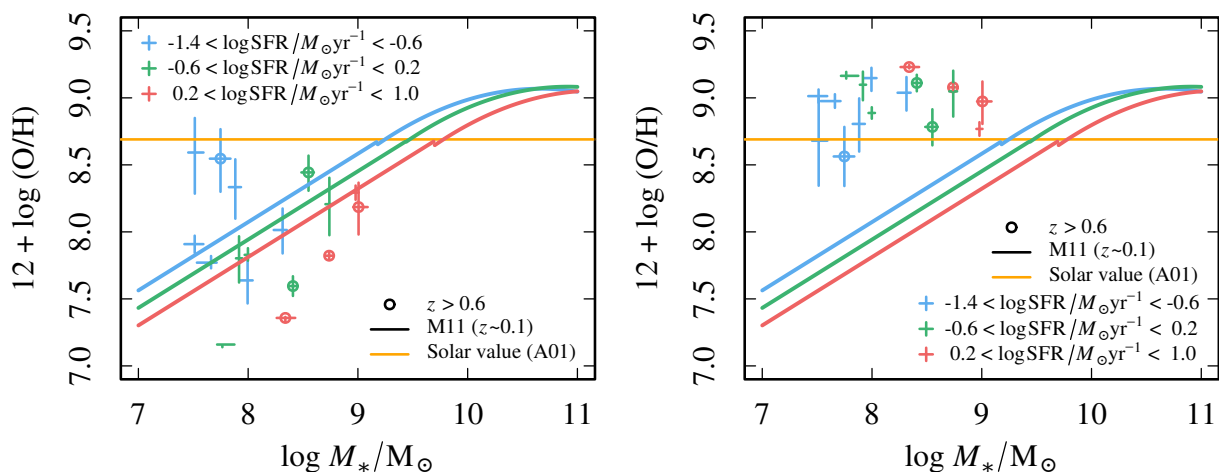 -1.4 < log SFR / M⊙yr⁻¹ < -0.6
-0.6 < log SFR / M⊙yr⁻¹ < 0.2
0.2 < log SFR / M⊙yr⁻¹ < 1.0
z > 0.6
M11 (z~0.1)
Solar value (A01)
12 + log (O/H)
9.5
9.0
8.5
8.0
7.5
7.0
7 8 9 10 11
log M*/M⊙
z > 0.6
M11 (z~0.1)
Solar value (A01)
-1.4 < log SFR / M⊙yr⁻¹ < -0.6
-0.6 < log SFR / M⊙yr⁻¹ < 0.2
0.2 < log SFR / M⊙yr⁻¹ < 1.0
12 + log (O/H)
9.5
9.0
8.5
8.0
7.5
7.0
7 8 9 10 11
log M*/M⊙